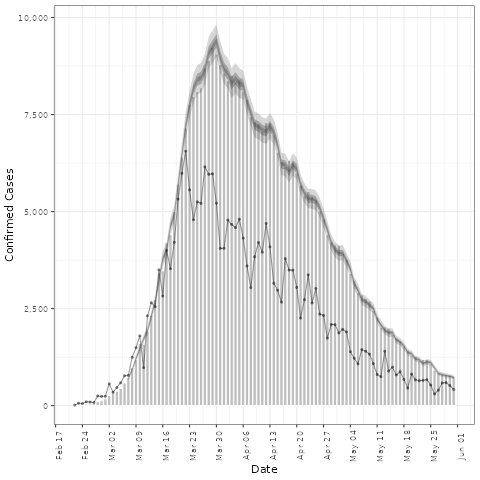 Confirmed Cases
10,000
7,500
5,000
2,500
0
Feb 17
Feb 24
Mar 02
Mar 09
Mar 16
Mar 23
Mar 30
Apr 06
Apr 13
Apr 20
Apr 27
May 04
May 11
May 18
May 25
Jun 01
Date